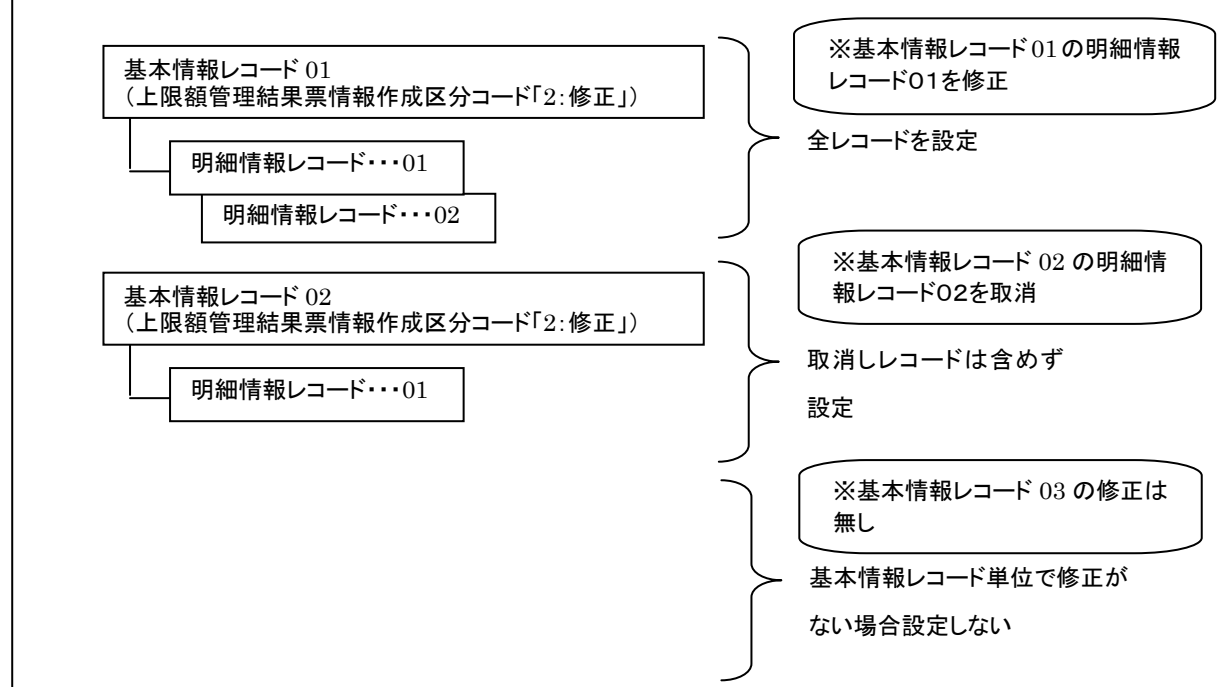 基本情報レコード 01
（上限額管理結果票情報作成区分コード「2:修正」）
明細情報レコード・・・01
明細情報レコード・・・02
※基本情報レコード01の明細情報
レコード０１を修正
全レコードを設定
基本情報レコード 02
（上限額管理結果票情報作成区分コード「2:修正」）
明細情報レコード・・・01
※基本情報レコード 02 の明細情
報レコード０２を取消
取消しレコードは含めず
設定
※基本情報レコード 03 の修正は
無し
基本情報レコード単位で修正が
ない場合設定しない